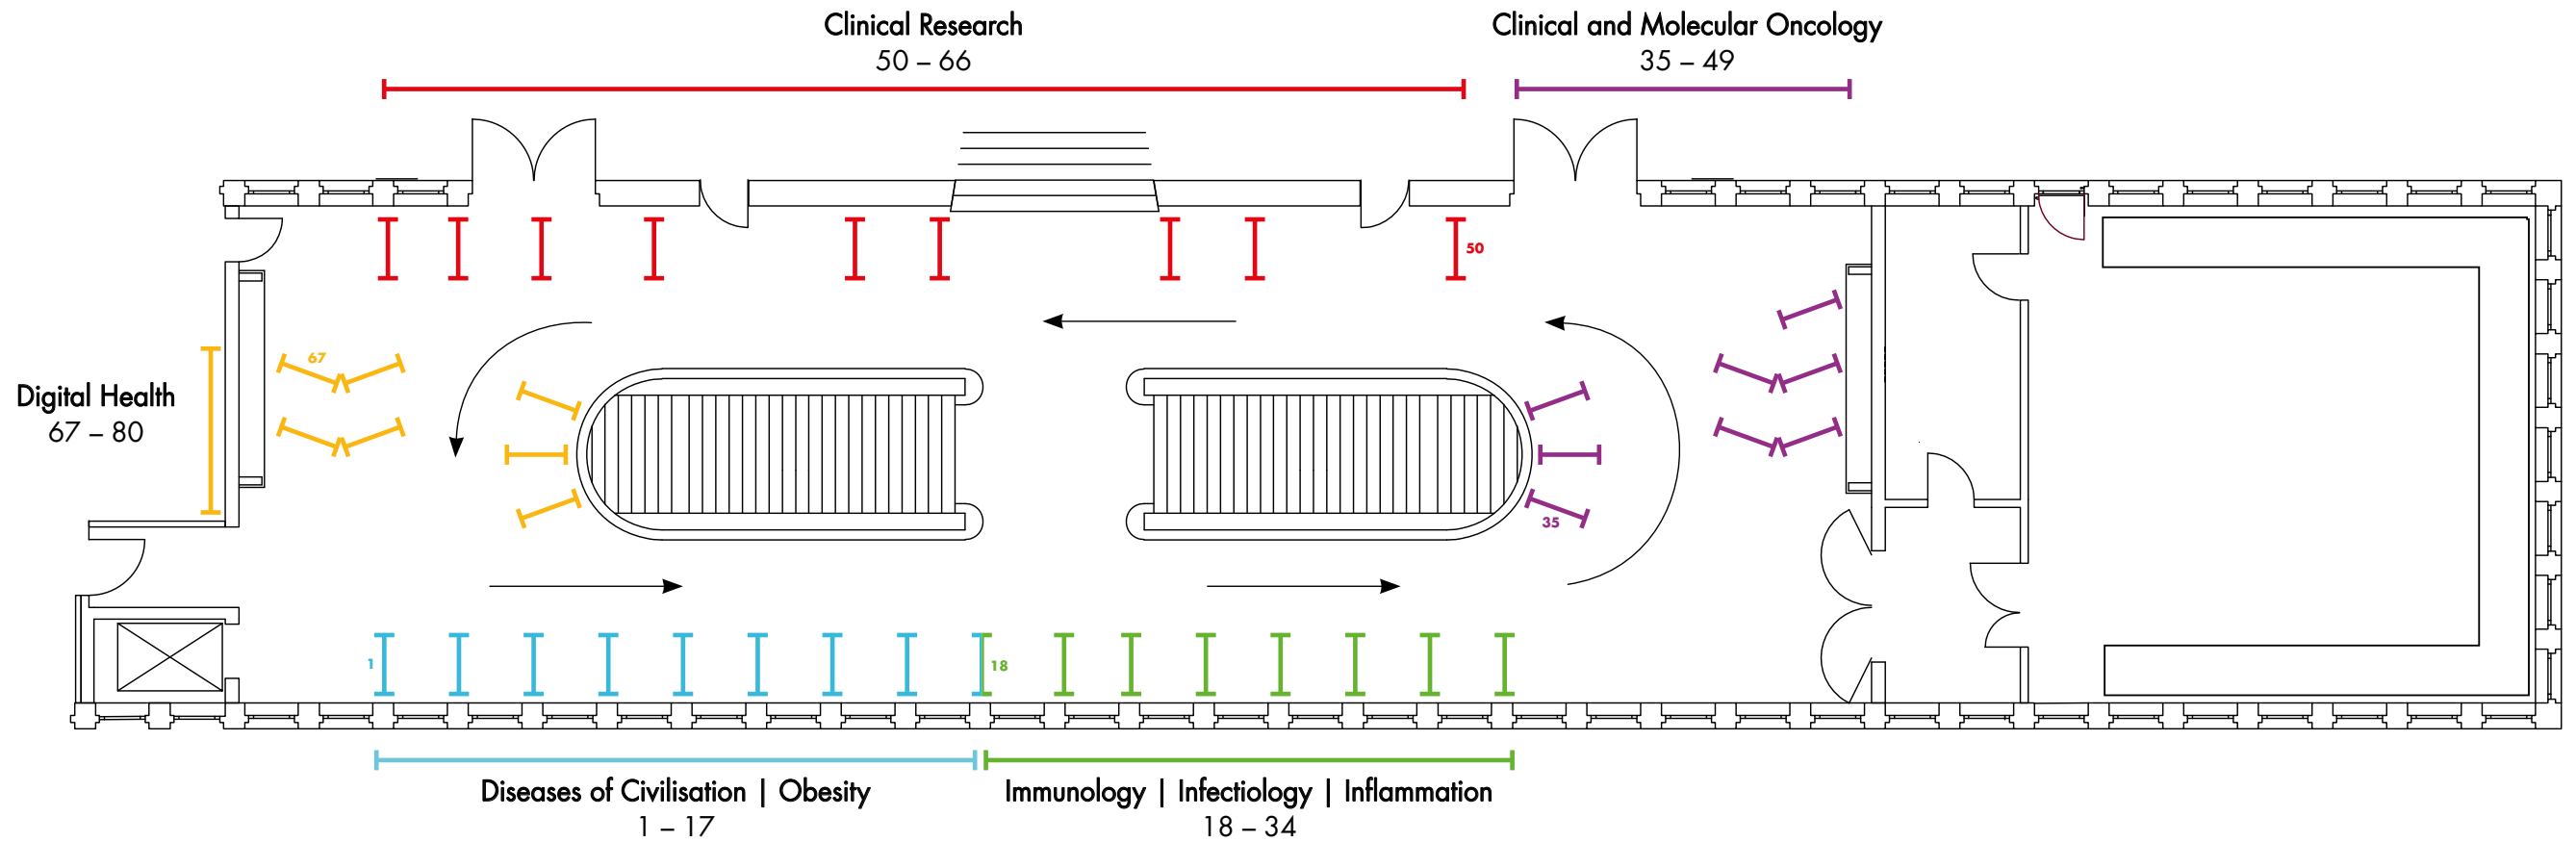 Clinical Research
50 – 66
Clinical and Molecular Oncology
35 – 49
50
67
Digital Health
67 – 80
35
1
18
Diseases of Civilisation | Obesity
1 – 17
Immunology | Infectiology | Inflammation
18 – 34